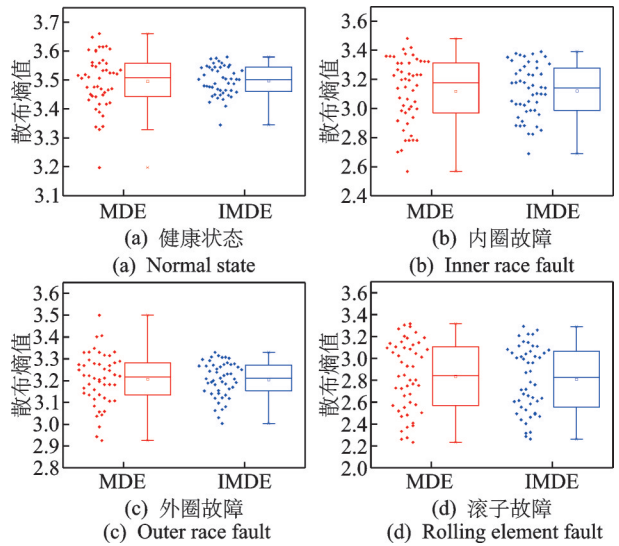 散布熵值
3.7
3.6
3.5
3.4
3.3
3.2
3.1
MDE IMDE
(a) 健康状态
(a) Normal state
散布熵值
3.6
3.4
3.2
3.0
2.8
2.6
2.4
MDE IMDE
(b) 内圈故障
(b) Inner race fault
散布熵值
3.6
3.5
3.4
3.3
3.2
3.1
3.0
2.9
2.8
MDE IMDE
(c) 外圈故障
(c) Outer race fault
散布熵值
3.6
3.4
3.2
3.0
2.8
2.6
2.4
2.2
2.0
MDE IMDE
(d) 滚子故障
(d) Rolling element fault